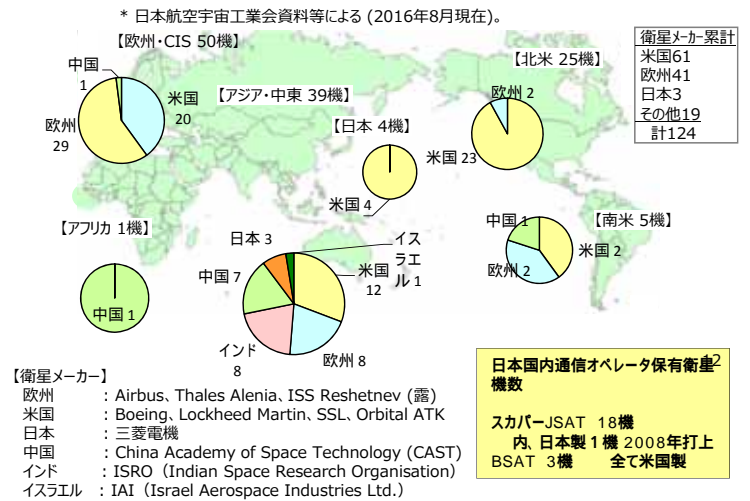 * 日本航空宇宙工業会資料等による (2016年8月現在)。
【欧州・CIS 50機】
中国
1
米国
20
欧州
29
【アジア・中東 39機】
【日本 4機】
米国 4
【北米 25機】
欧州 2
米国 23
衛星メーカー累計
米国61
欧州41
日本3
その他19
計124
【アフリカ 1機】
中国 1
日本 3
イス
ラエ
ル 1
米国
12
中国 7
インド
8
欧州 8
中国 1
【南米 5機】
米国 2
欧州 2
【衛星メーカー】
欧州 : Airbus、Thales Alenia、ISS Reshetnev (露)
米国 : Boeing、Lockheed Martin、SSL、Orbital ATK
日本 : 三菱電機
中国 : China Academy of Space Technology (CAST)
インド : ISRO（Indian Space Research Organisation）
イスラエル : IAI（Israel Aerospace Industries Ltd.）
日本国内通信オペレータ保有衛星
機数
12
スカパーJSAT 18機
内、日本製 1 機 2008年打上
BSAT 3機 全て米国製